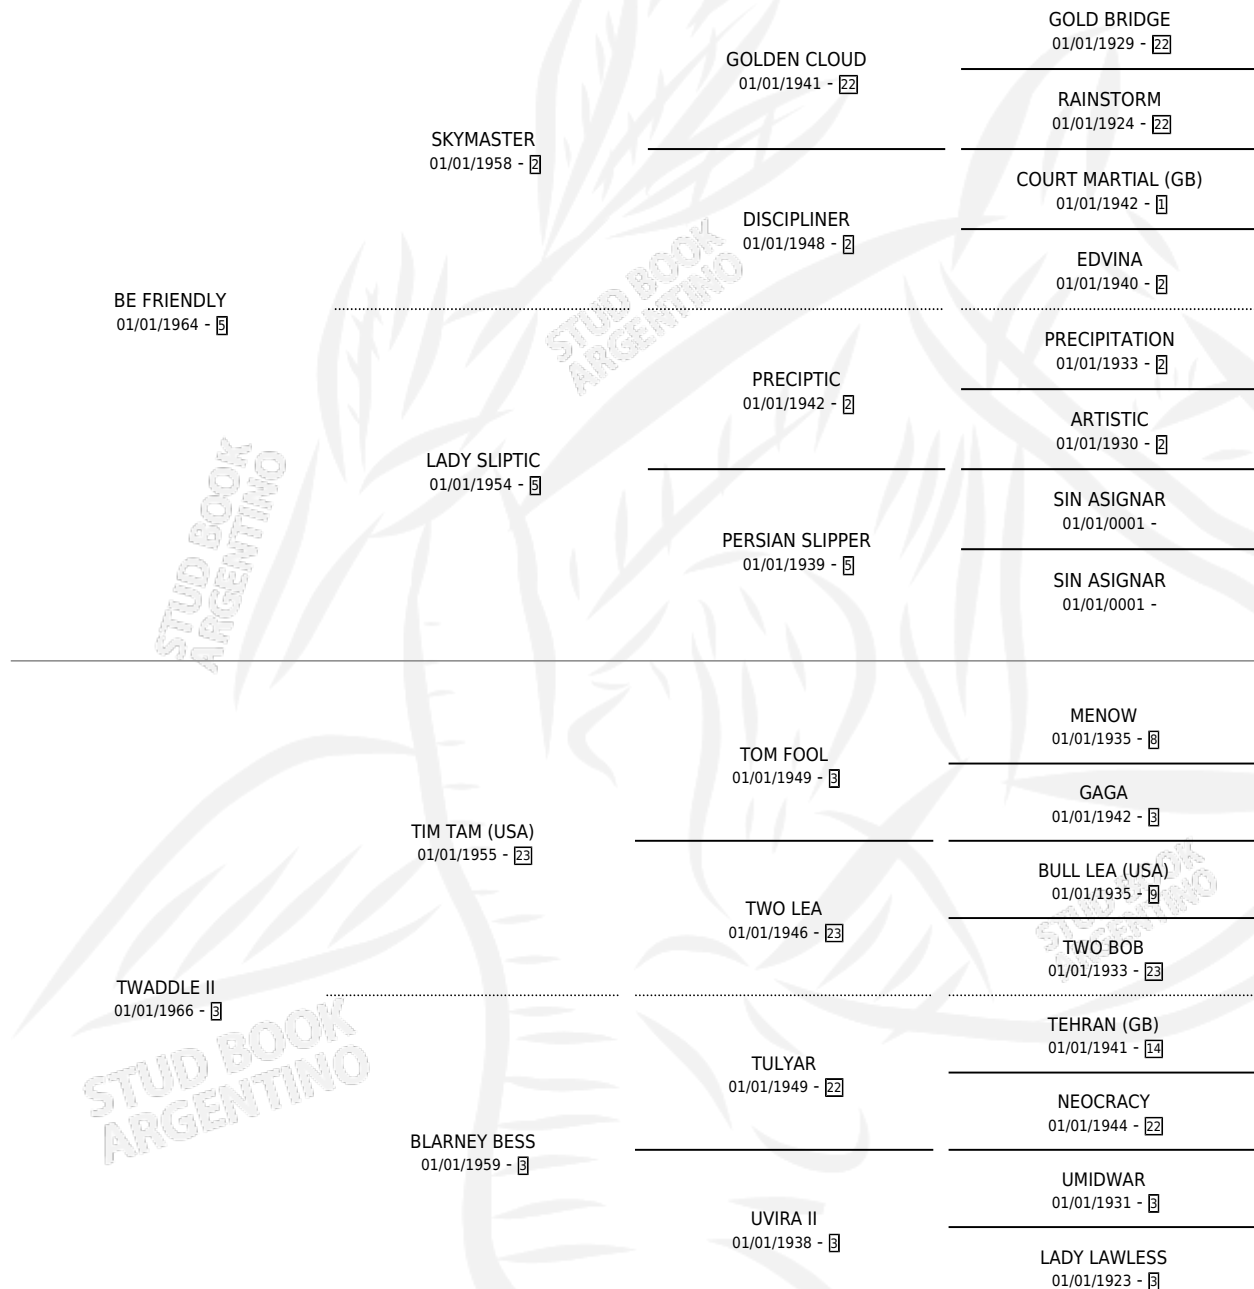 GOLD BRIDGE
01/01/1929 - 22
GOLDEN CLOUD
01/01/1941 - 22
RAINSTORM
01/01/1924 - 22
SKYMASTER
01/01/1958 - 2
COURT MARTIAL (GB)
01/01/1942 - 1
DISCIPLINER
01/01/1948 - 2
EDVINA
01/01/1940 - 2
BE FRIENDLY
01/01/1964 - 5
PRECIPITATION
01/01/1933 - 2
PRECIPTIC
01/01/1942 - 2
ARTISTIC
01/01/1930 - 2
LADY SLIPTIC
01/01/1954 - 5
SIN ASIGNAR
01/01/0001 -
PERSIAN SLIPPER
01/01/1939 - 5
SIN ASIGNAR
01/01/0001 -
MENOW
01/01/1935 - 8
TOM FOOL
01/01/1949 - 3
GAGA
01/01/1942 - 3
TIM TAM (USA)
01/01/1955 - 23
BULL LEA (USA)
01/01/1935 - 9
TWO LEA
01/01/1946 - 23
TWO BOB
01/01/1933 - 23
TWADDLE II
01/01/1966 - 3
TEHRAN (GB)
01/01/1941 - 14
TULYAR
01/01/1949 - 22
NEOCRACY
01/01/1944 - 22
BLARNEY BESS
01/01/1959 - 3
UMIDWAR
01/01/1931 - 3
UVIRA II
01/01/1938 - 3
LADY LAWLESS
01/01/1923 - 3
STUD BOOK
ARGENTINO
STUD BOOK
ARGENTINO
STUD BOOK
ARGENTINO
STUD BOOK
ARGENTINO